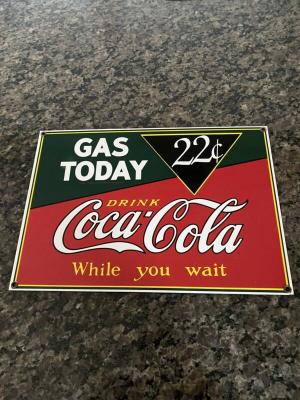 GAS
TODAY
22¢
DRINK
Coca-Cola
While you wait